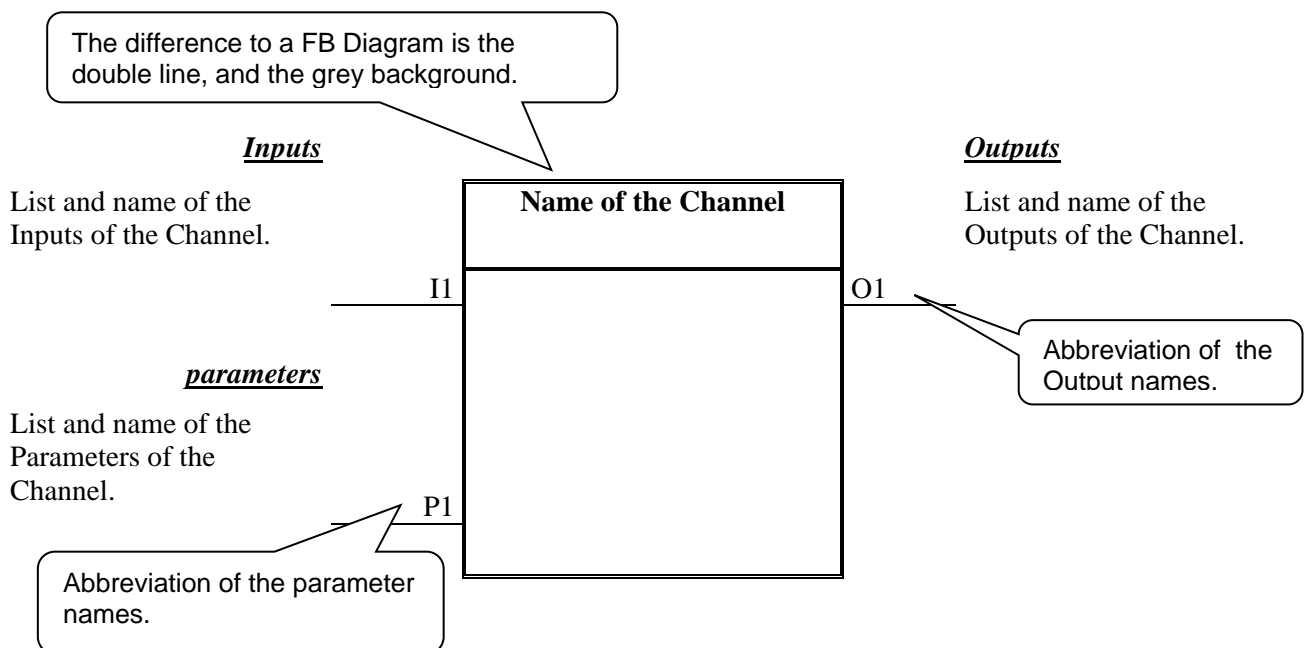 The difference to a FB Diagram is the
double line, and the grey background.
Inputs
List and name of the
Inputs of the Channel.
I1
parameters
List and name of the
Parameters of the
Channel.
P1
Abbreviation of the parameter
names.
Name of the Channel
Outputs
List and name of the
Outputs of the Channel.
O1
Abbreviation of  the
Output names.